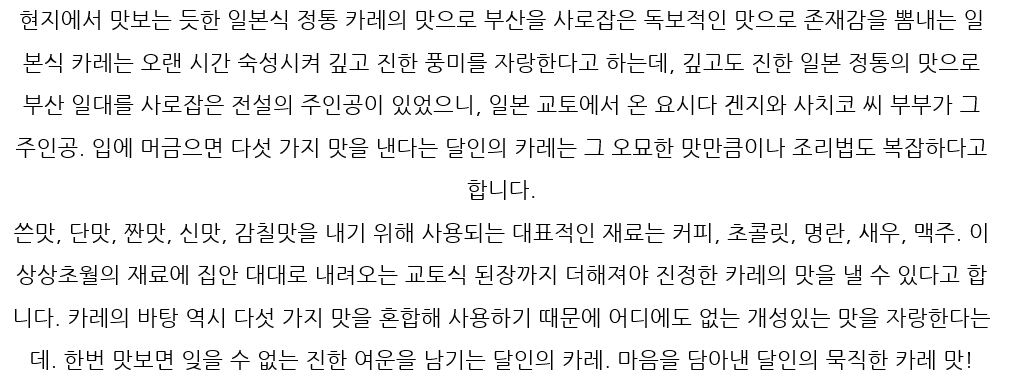 현지에서 맛보는 듯한 일본식 정통 카레의 맛으로 부산을 사로잡은 독보적인 맛으로 존재감을 뿜내는 일
본식 카레는 오랜 시간 숙성시켜 깊고 진한 풍미를 자랑한다고 하는데, 깊고도 진한 일본 정통의 맛으로
부산 일대를 사로잡은 전설의 주인공이 있었으니, 일본 교토에서 온 요시다 겐지와 사치코 씨 부부가 그
주인공. 입에 머금으면 다섯 가지 맛을 낸다는 달인의 카레는 그 오묘한 맛만큼이나 조리법도 복잡하다고
합니다.
쓴맛, 단맛, 짠맛, 신맛, 감칠맛을 내기 위해 사용되는 대표적인 재료는 커피, 초콜릿, 명란, 새우, 맥주. 이
상상초월의 재료에 집안 대대로 내려오는 교토식 된장까지 더해져야 진정한 카레의 맛을 낼 수 있다고 합
니다. 카레의 바탕 역시 다섯 가지 맛을 혼합해 사용하기 때문에 어디에도 없는 개성있는 맛을 자랑한다는
데. 한번 맛보면 잊을 수 없는 진한 여운을 남기는 달인의 카레. 마음을 담아낸 달인의 묵직한 카레 맛!